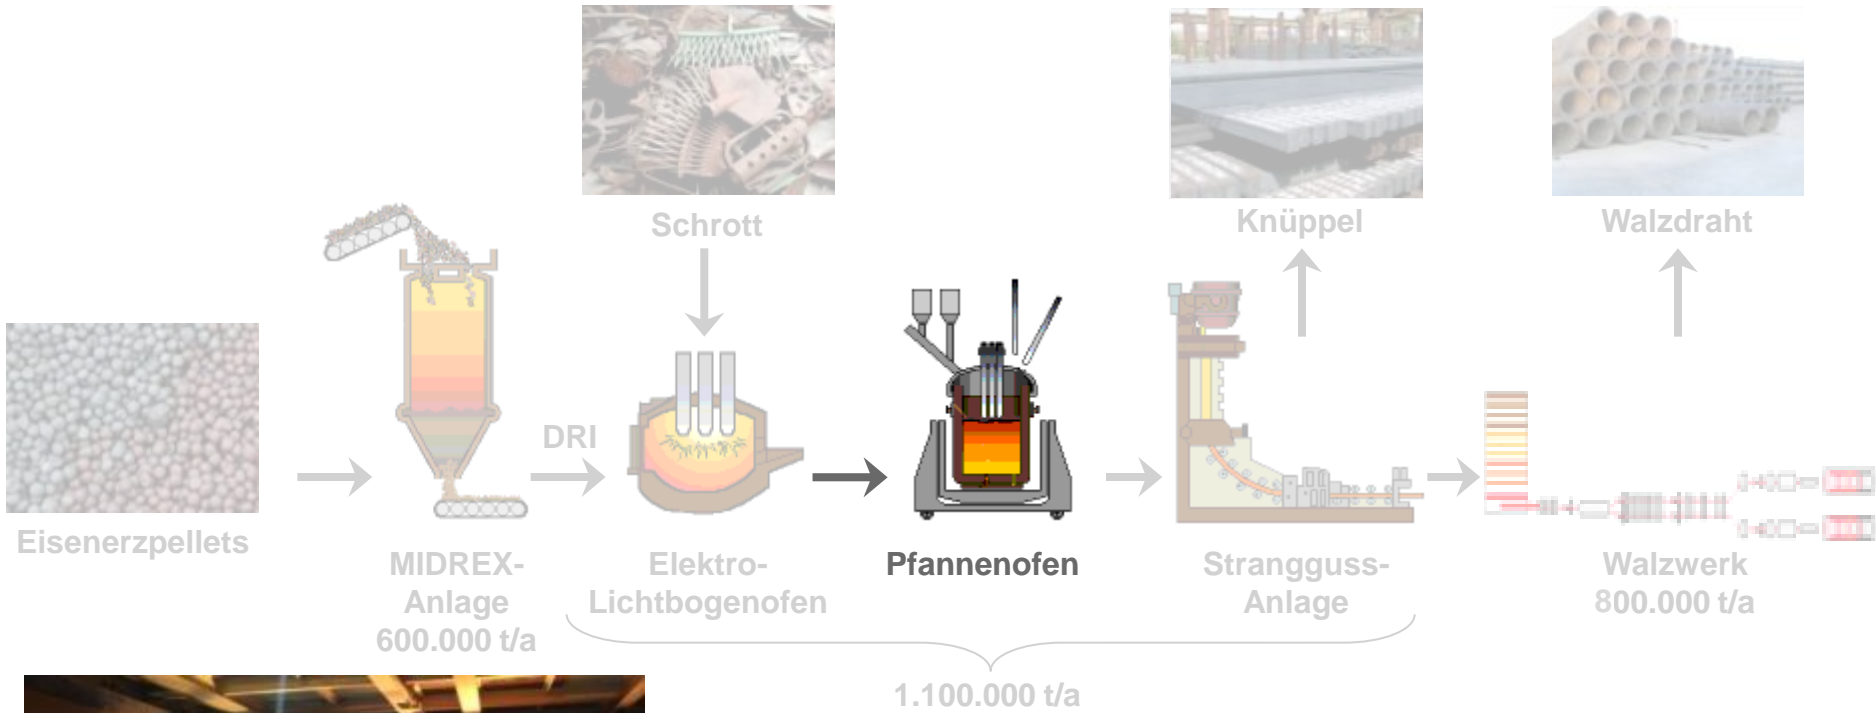 Schrott
Knüppel
Walzdraht
DRI
Eisenerzpellets
MIDREX-
Anlage
600.000 t/a
Elektro-
Lichtbogenofen
Pfannenofen
Strangguss-
Anlage
Walzwerk
800.000 t/a
1.100.000 t/a